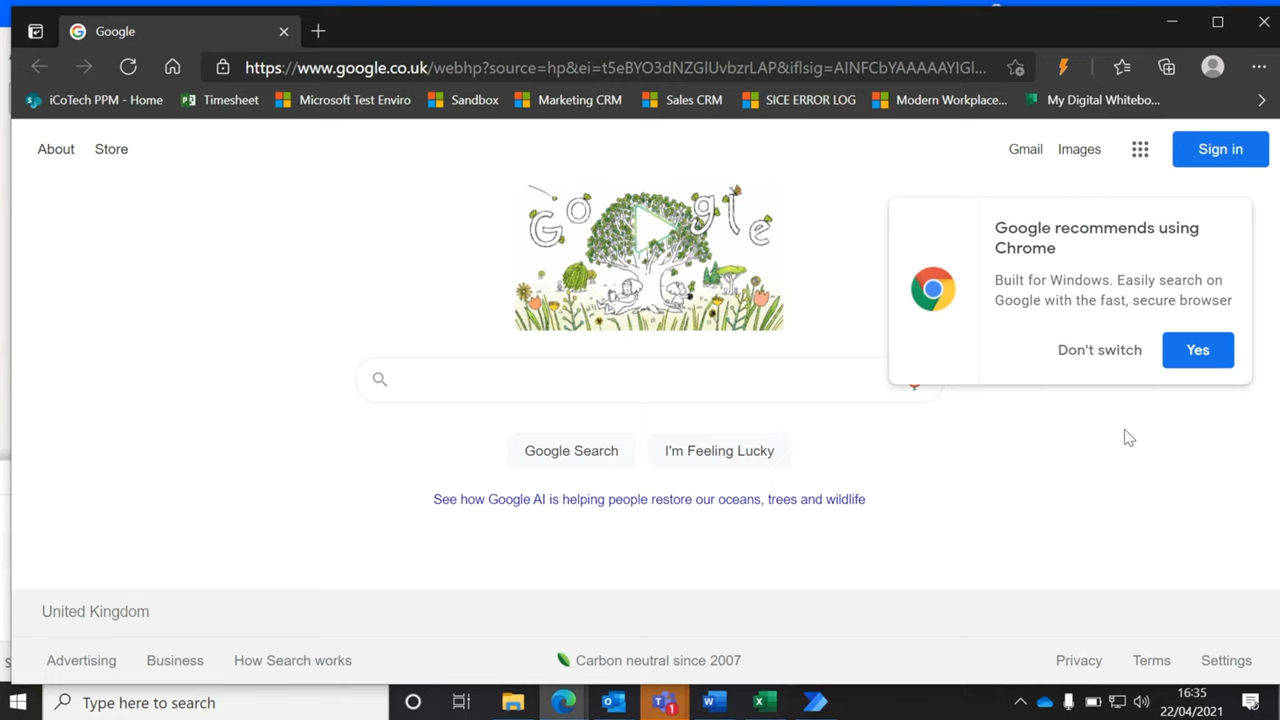 Google
https://www.google.co.uk/webhp?source=hp&ei=t5eBYO3dNZGlUvbzrLAP&iflsig=AINFCbYAAAAAYIGl...
iCoTech PPM - Home
Timesheet
Microsoft Test Enviro
Sandbox
Marketing CRM
Sales CRM
SICE ERROR LOG
Modern Workplace...
My Digital Whitebo...
About
Store
Gmail
Images
Sign in
Google
Google recommends using
Chrome
Built for Windows. Easily search on
Google with the fast, secure browser
Don't switch
Yes
Google Search
I'm Feeling Lucky
See how Google AI is helping people restore our oceans, trees and wildlife
United Kingdom
Advertising
Business
How Search works
Carbon neutral since 2007
Privacy
Terms
Settings
Type here to search
1
16:35
22/04/2021